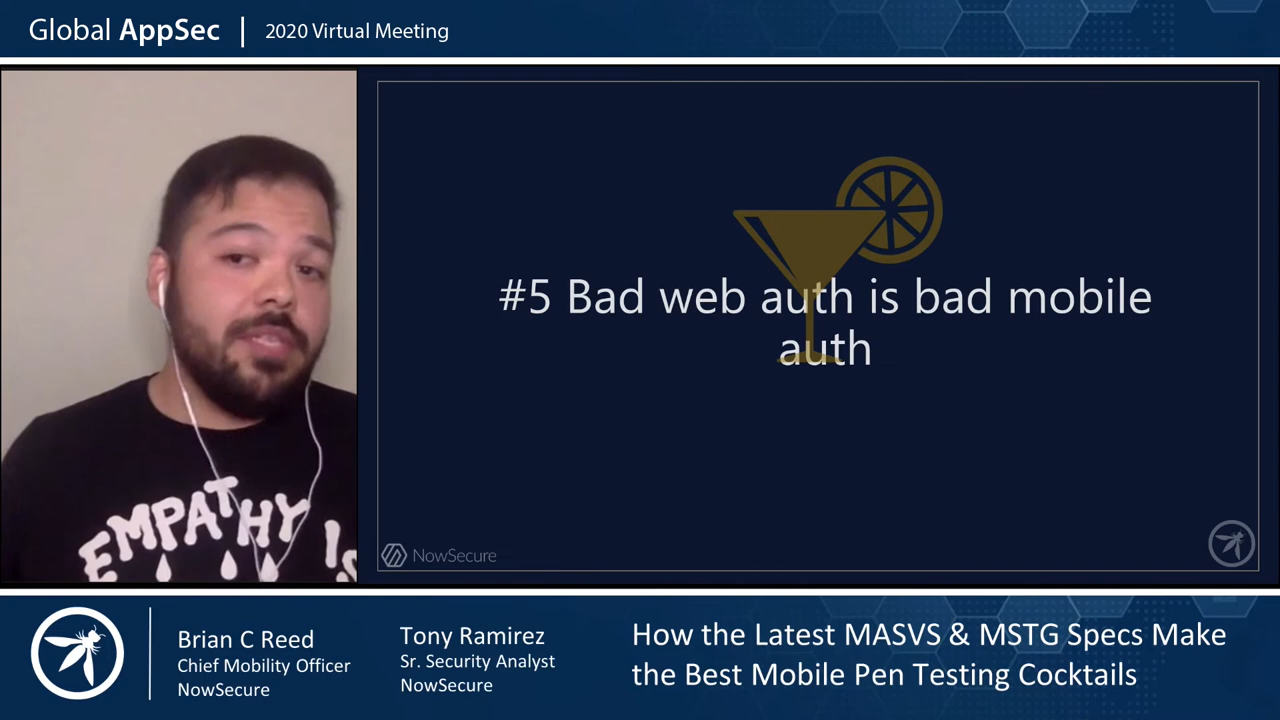 Global AppSec | 2020 Virtual Meeting
#5 Bad web auth is bad mobile
auth
EMPATHY IS
NowSecure
Brian C Reed
Chief Mobility Officer
NowSecure
Tony Ramirez
Sr. Security Analyst
NowSecure
How the Latest MASVS & MSTG Specs Make
the Best Mobile Pen Testing Cocktails